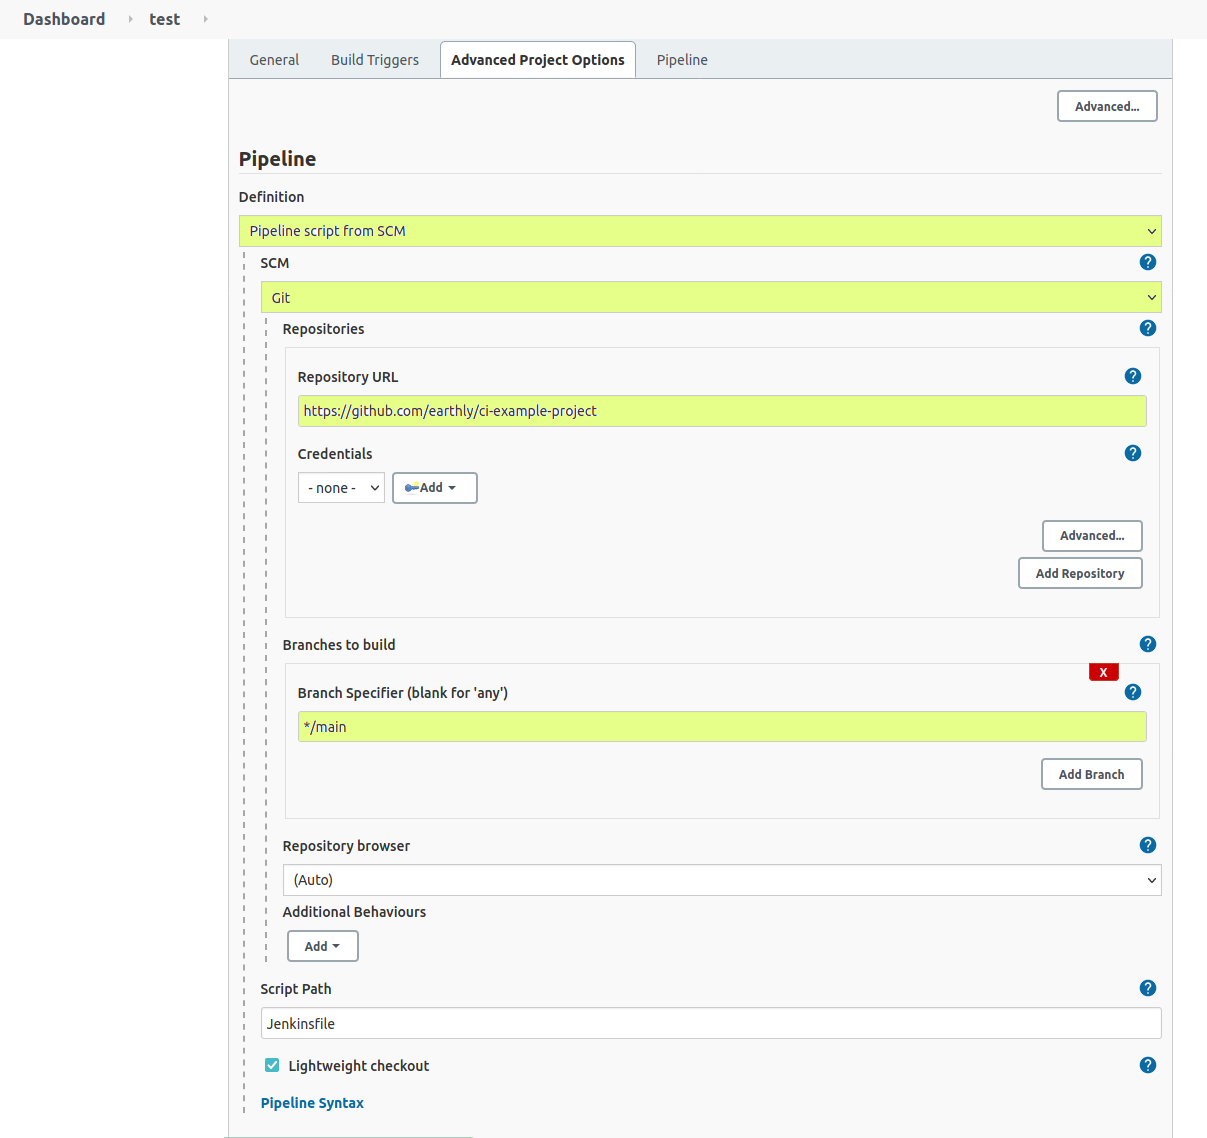 Dashboard test
General Build Triggers Advanced Project Options Pipeline
Advanced...
Pipeline
Definition
Pipeline script from SCM
SCM
?
Git
Repositories
?
Repository URL
?
https://github.com/earthly/ci-example-project
Credentials
?
- none - Add
Advanced...
Add Repository
Branches to build
?
X
Branch Specifier (blank for 'any')
?
*/main
Add Branch
Repository browser
?
(Auto)
Additional Behaviours
Add
Script Path
?
Jenkinsfile
Lightweight checkout
?
Pipeline Syntax